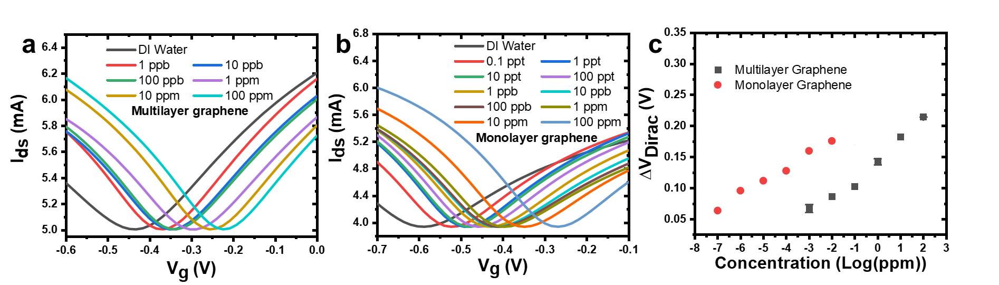 a
6.4
6.2
6.0
5.8
5.6
5.4
5.2
5.0
Ids (mA)
DI Water
1 ppb
10 ppb
100 ppb
1 ppm
10 ppm
100 ppm
Multilayer graphene
-0.6
-0.5
-0.4
-0.3
-0.2
-0.1
0.0
Vg (V)
b
6.8
6.4
6.0
5.6
5.2
4.8
4.4
4.0
Ids (mA)
DI Water
0.1 ppt
1 ppt
10 ppt
100 ppt
1 ppb
10 ppb
100 ppb
1 ppm
10 ppm
100 ppm
Monolayer graphene
-0.7
-0.6
-0.5
-0.4
-0.3
-0.2
-0.1
Vg (V)
c
0.35
0.30
0.25
0.20
0.15
0.10
0.05
ΔVDirac (V)
Multilayer Graphene
Monolayer Graphene
-8
-7
-6
-5
-4
-3
-2
-1
0
1
2
3
Concentration (Log(ppm))